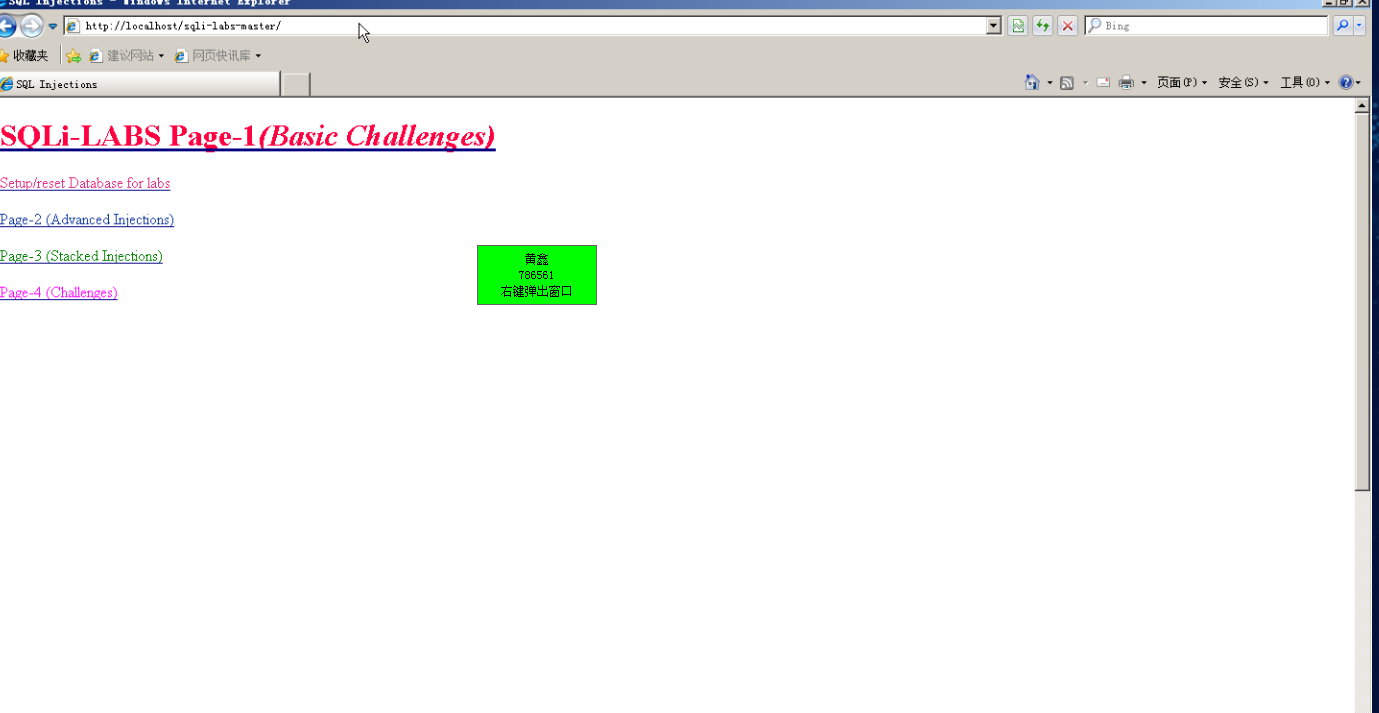 SQL Injections - Windows Internet Explorer
http://localhost/sqli-labs-master/
Bing
收藏夹
建议网站
网页快讯库
SQL Injections
页面(P)
安全(S)
工具(O)
SQLi-LABS Page-1(Basic Challenges)
Setup/reset Database for labs
Page-2 (Advanced Injections)
Page-3 (Stacked Injections)
Page-4 (Challenges)
黄鑫
786561
右键弹出窗口